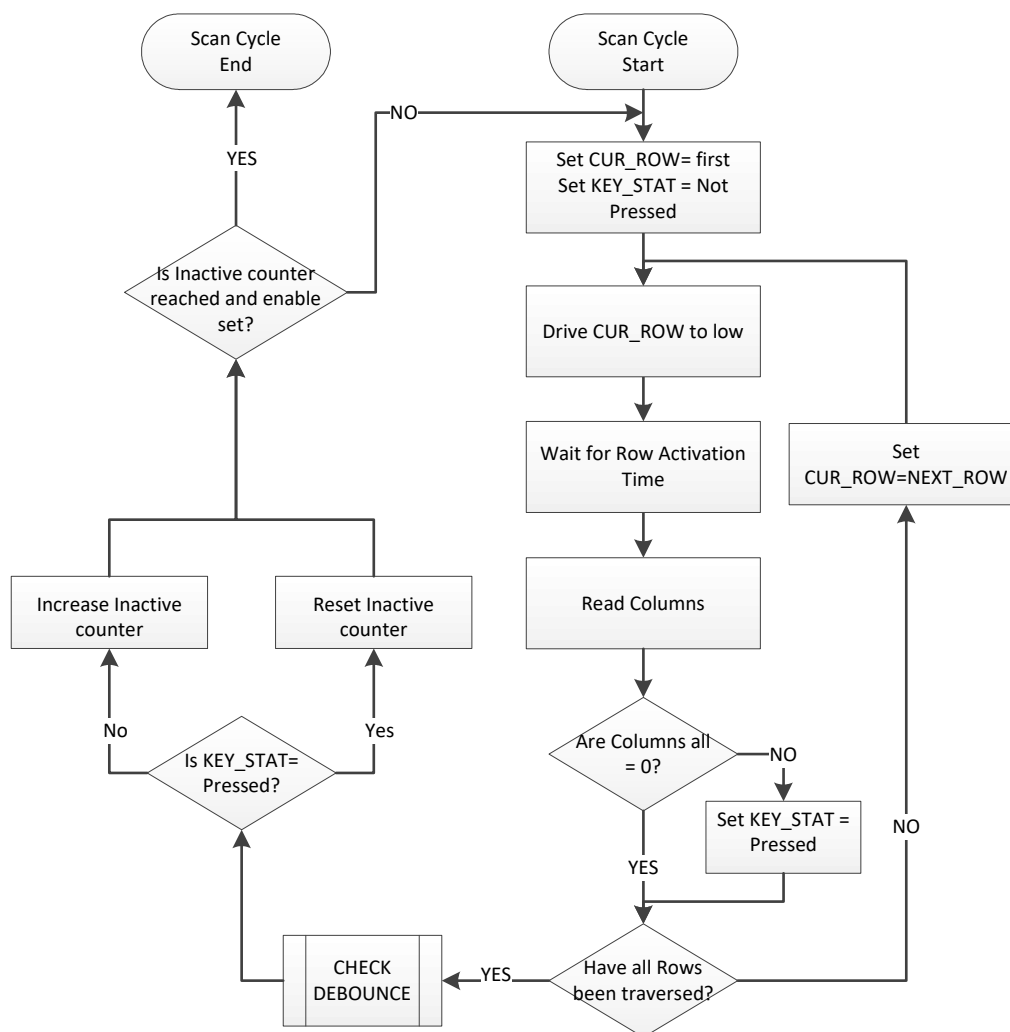 Scan Cycle
End
Scan Cycle
Start
NO
YES
Set CUR_ROW= first
Set KEY_STAT = Not
Pressed
Is Inactive counter
reached and enable
set?
Drive CUR_ROW to low
Wait for Row Activation
Time
Set
CUR_ROW=NEXT_ROW
Increase Inactive
counter
Reset Inactive
counter
Read Columns
No
Yes
Is KEY_STAT=
Pressed?
Are Columns all
= 0?
NO
Set KEY_STAT =
Pressed
NO
YES
CHECK
DEBOUNCE
YES
Have all Rows
been traversed?